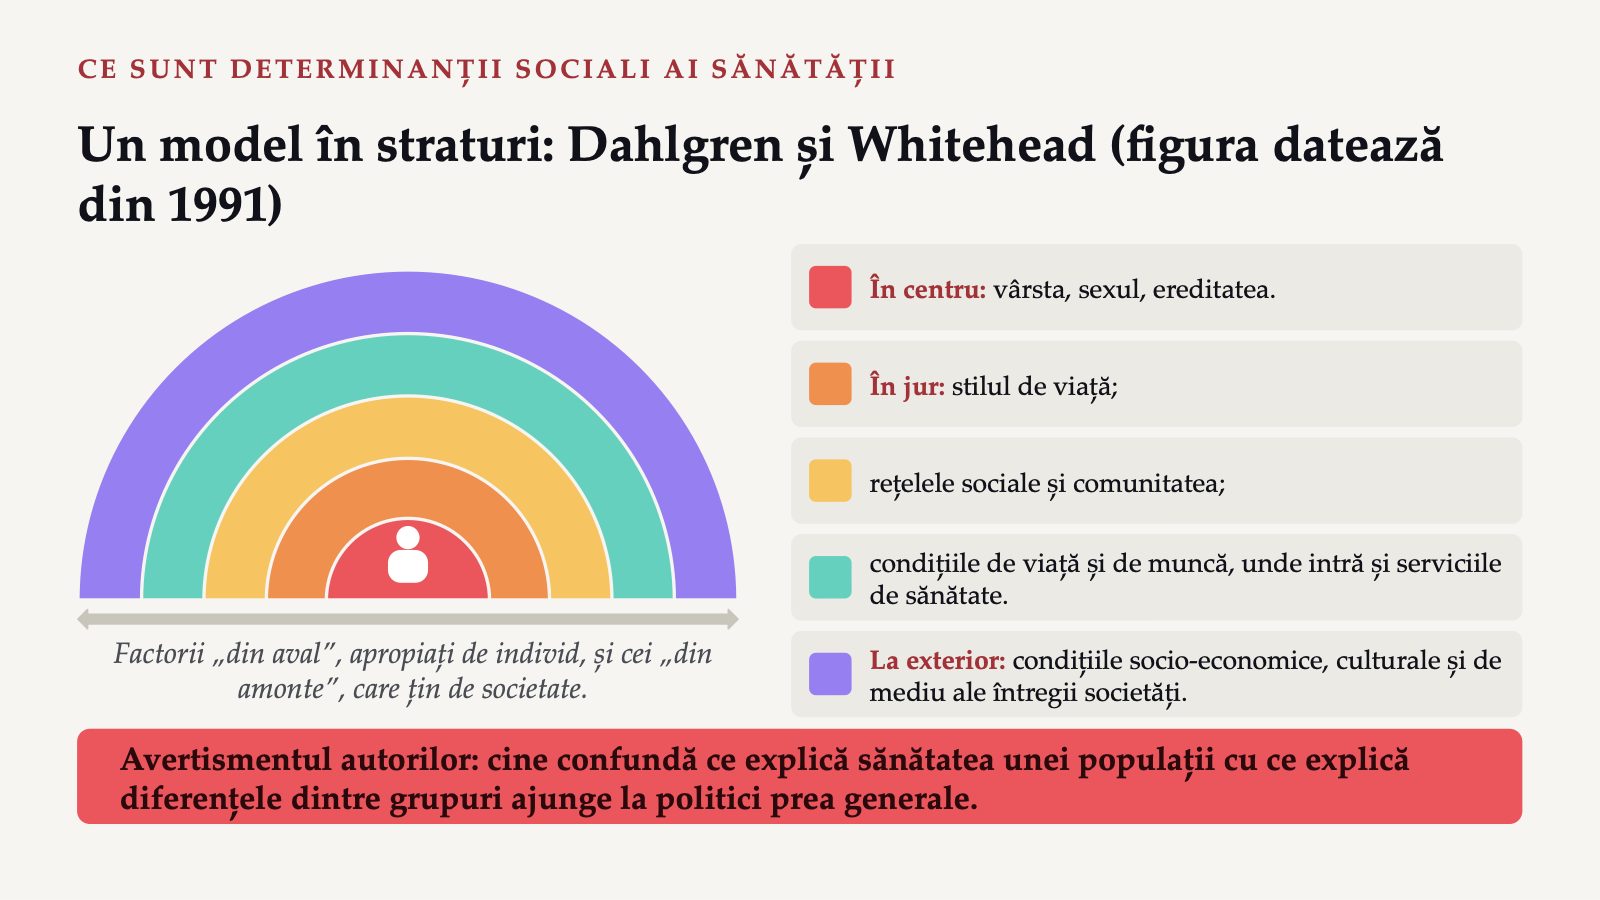 CE SUNT DETERMINANȚII SOCIALI AI SĂNĂTĂȚII
Un model în straturi: Dahlgren și Whitehead (figura datează
din 1991)
În centru: vârsta, sexul, ereditatea.
În jur: stilul de viață;
rețelele sociale și comunitatea;
condițiile de viață și de muncă, unde intră și serviciile
de sănătate.
La exterior: condițiile socio-economice, culturale și de
mediu ale întregii societăți.
Factorii „din aval”, apropiați de individ, și cei „din
amonte”, care țin de societate.
Avertismentul autorilor: cine confundă ce explică sănătatea unei populații cu ce explică
diferențele dintre grupuri ajunge la politici prea generale.